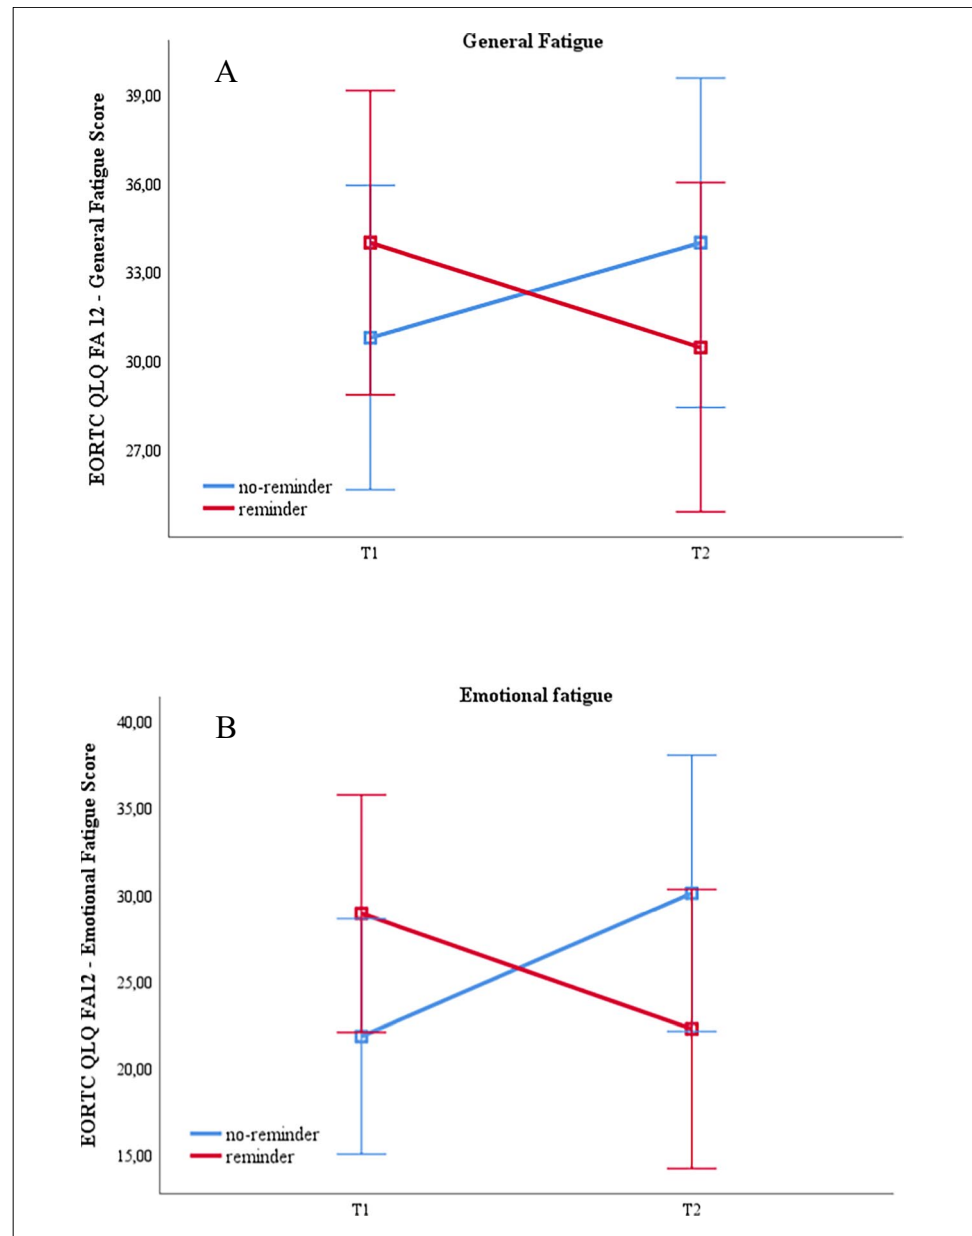 General Fatigue
A
EORTC QLQ FA 12 - General Fatigue Score
39,00
36,00
33,00
30,00
27,00
no-reminder
reminder
T1 T2
Emotional fatigue
B
EORTC QLQ FA12 - Emotional Fatigue Score
40,00
35,00
30,00
25,00
20,00
15,00
no-reminder
reminder
T1 T2